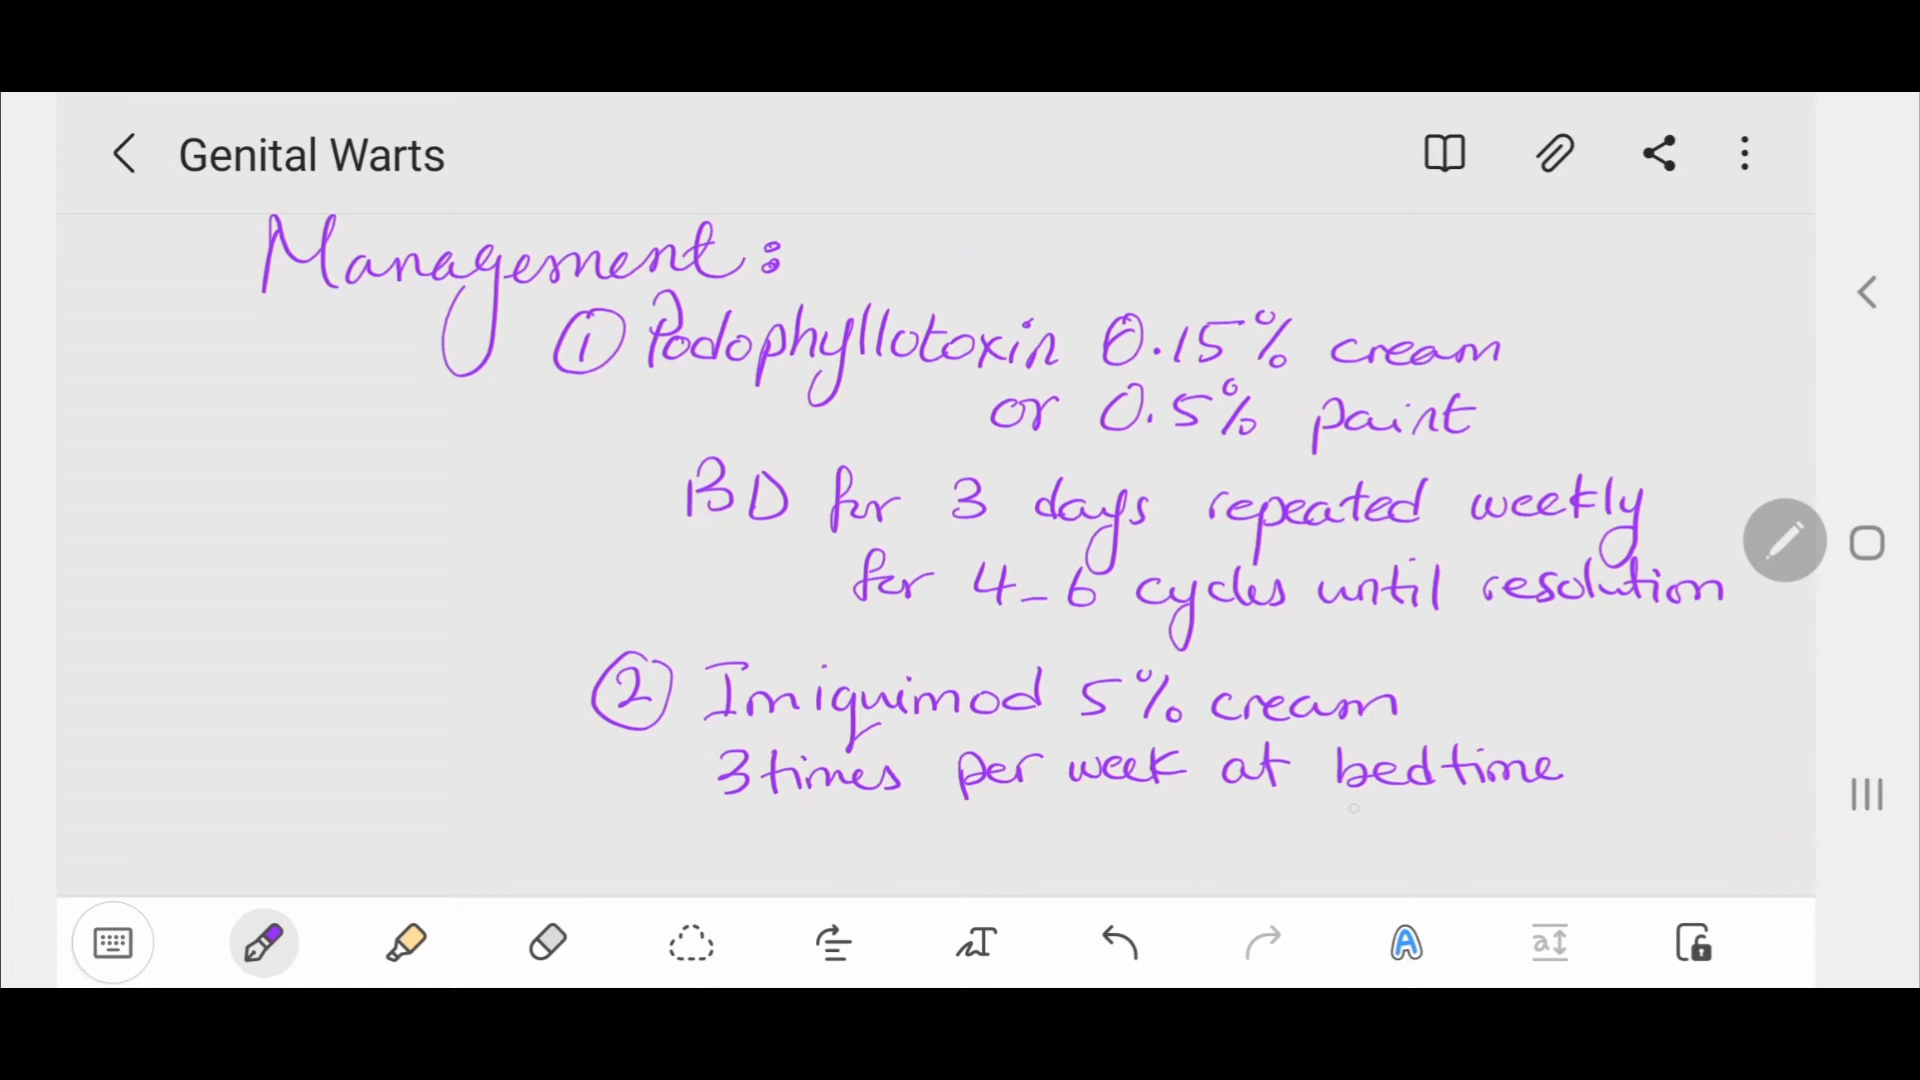 Genital Warts
Management:
① Podophyllotoxin 0.15% cream
or 0.5% paint
BD for 3 days repeated weekly
for 4-6 cycles until resolution
② Imiquimod 5% cream
3 times per week at bedtime